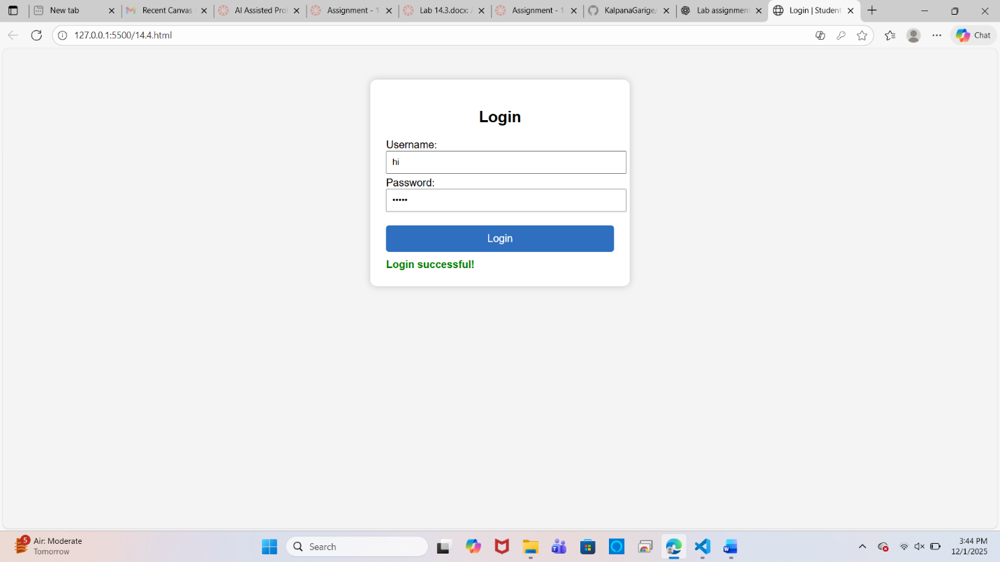 New tab
Recent Canvas
AI Assisted Pro
Assignment - 1
Lab 14.3.docx: A
Assignment - 1
KalpanaGarige/
Lab assignment
Login | Student
127.0.0.1:5500/14.4.html
Chat
Login
Username:
hi
Password:
•••••
Login
Login successful!
5
Air: Moderate
Tomorrow
Search
3:44 PM
12/1/2025